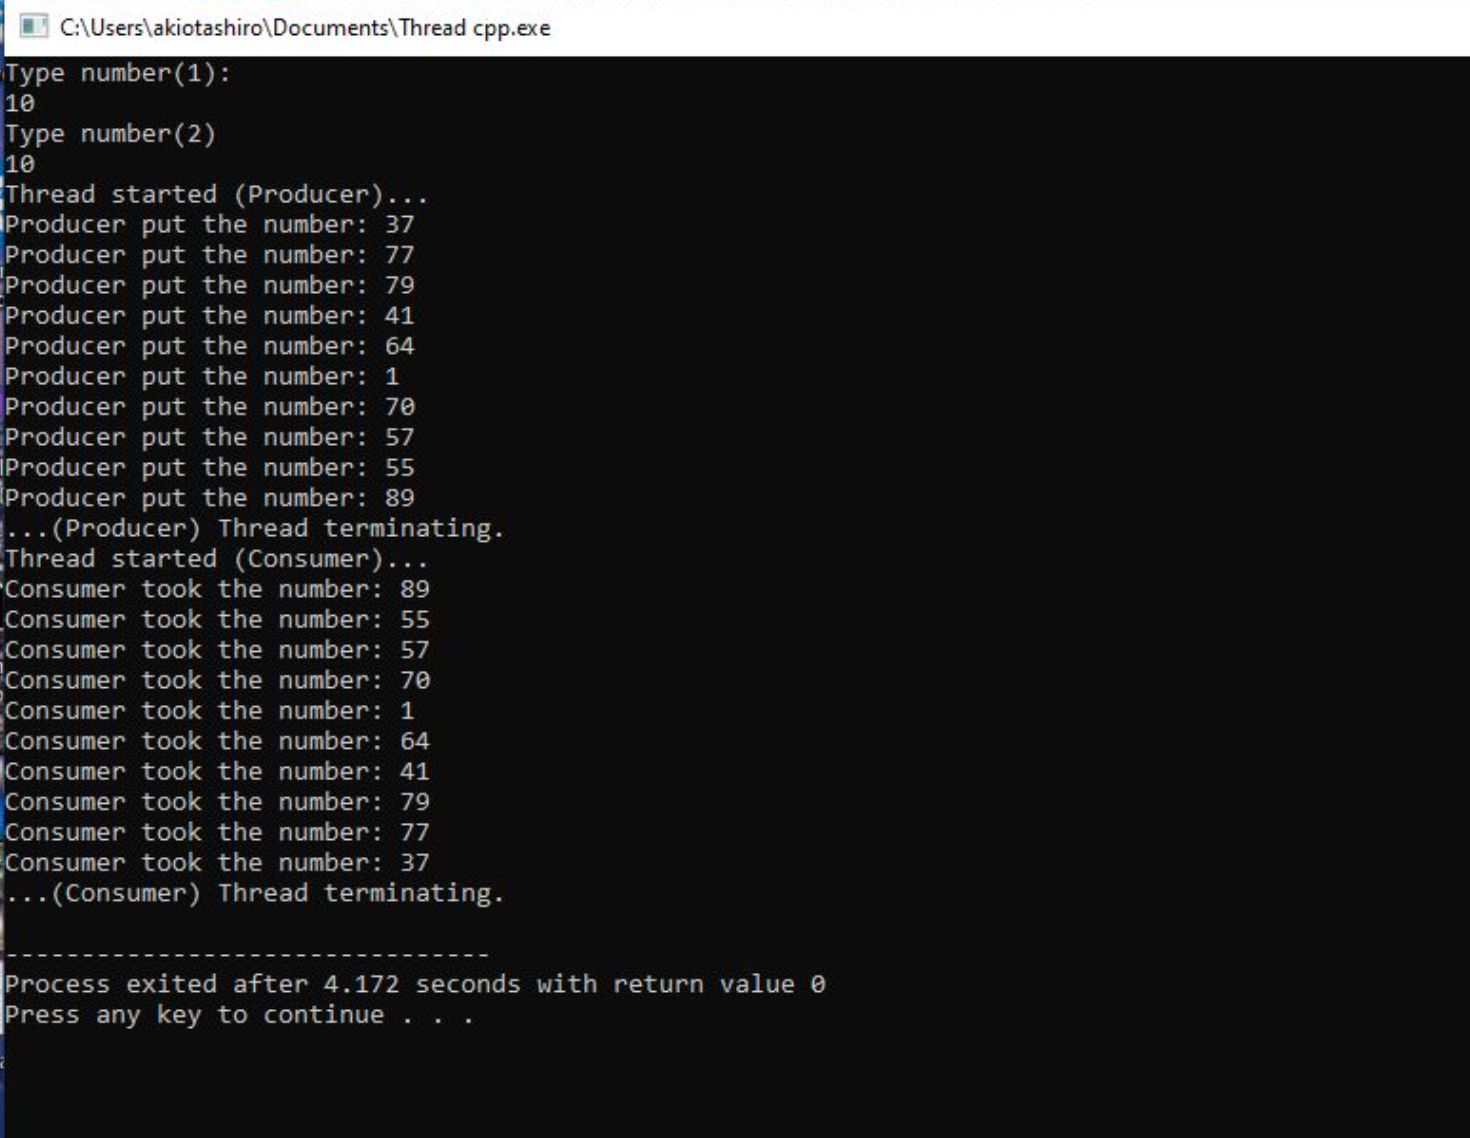 C:\Users\akiotashiro\Documents\Thread cpp.exe
Type number(1):
10
Type number(2)
10
Thread started (Producer)...
Producer put the number: 37
Producer put the number: 77
Producer put the number: 79
Producer put the number: 41
Producer put the number: 64
Producer put the number: 1
Producer put the number: 70
Producer put the number: 57
Producer put the number: 55
Producer put the number: 89
...(Producer) Thread terminating.
Thread started (Consumer)...
Consumer took the number: 89
Consumer took the number: 55
Consumer took the number: 57
Consumer took the number: 70
Consumer took the number: 1
Consumer took the number: 64
Consumer took the number: 41
Consumer took the number: 79
Consumer took the number: 77
Consumer took the number: 37
...(Consumer) Thread terminating.
--------------------------------
Process exited after 4.172 seconds with return value 0
Press any key to continue . . .